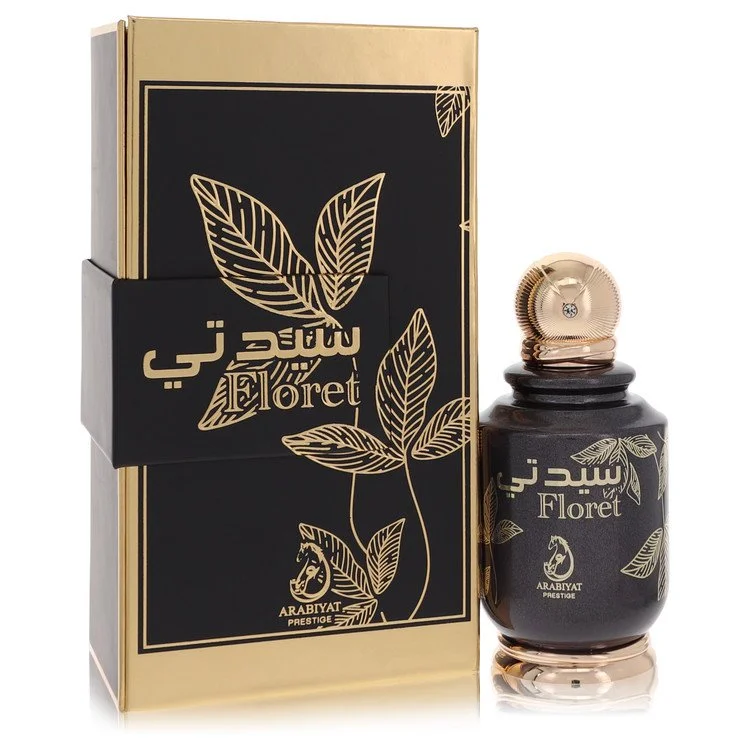 سيدتي
Floret
ARABIYAT
PRESTIGE
سيدتي
Floret
ARABIYAT
PRESTIGE